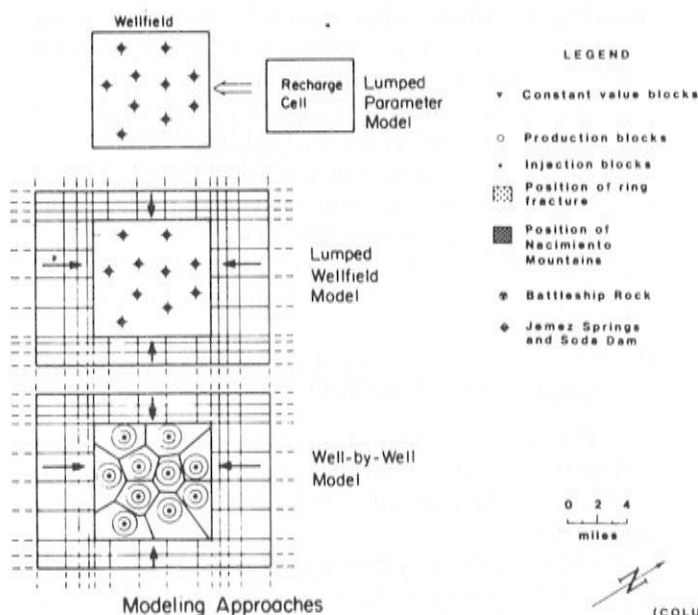 Wellfield
Recharge
Cell
Lumped
Parameter
Model
Lumped
Wellfield
Model
Well-by-Well
Model
Modeling Approaches
LEGEND
Constant value blocks
Production blocks
Injection blocks
Position of ring
fracture
Position of
Nacimiento
Mountains
Battleship Rock
Jemez Springs
and Soda Dam
0 2 4
miles
N
(COLU